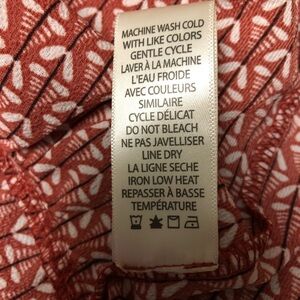 MACHINE WASH COLD
WITH LIKE COLORS
GENTLE CYCLE
LAVER À LA MACHINE
L'EAU FROIDE
AVEC COULEURS
SIMILAIRE
CYCLE DÉLICAT
DO NOT BLEACH
NE PAS JAVELLISER
LINE DRY
LA LIGNE SECHE
IRON LOW HEAT
REPASSER À BASSE
TEMPÉRATURE